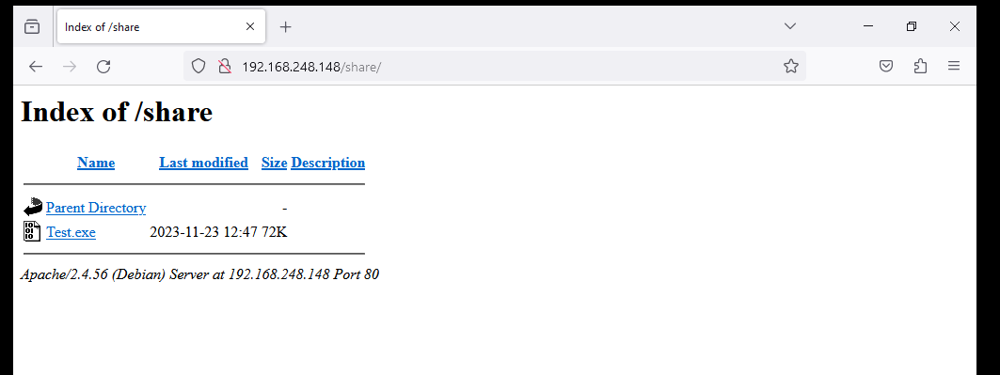 Index of /share
192.168.248.148/share/
Index of /share
Name Last modified Size Description
Parent Directory -
Test.exe 2023-11-23 12:47 72K
Apache/2.4.56 (Debian) Server at 192.168.248.148 Port 80